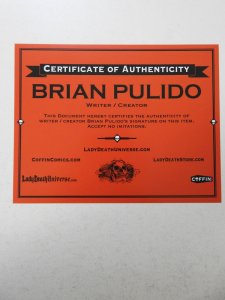 CERTIFICATE OF AUTHENTICITY
BRIAN PULIDO
WRITER / CREATOR
THIS DOCUMENT HEREBY CERTIFIES THE AUTHENTICITY OF
WRITER / CREATOR BRIAN PULIDO'S SIGNATURE ON THIS ITEM.
ACCEPT NO IMITATIONS.
LADYDEATHUNIVERSE.COM
COFFINCOMICS.COM
LADYDEATHSTORE.COM
LadyDeathUniverse.com
COFFIN